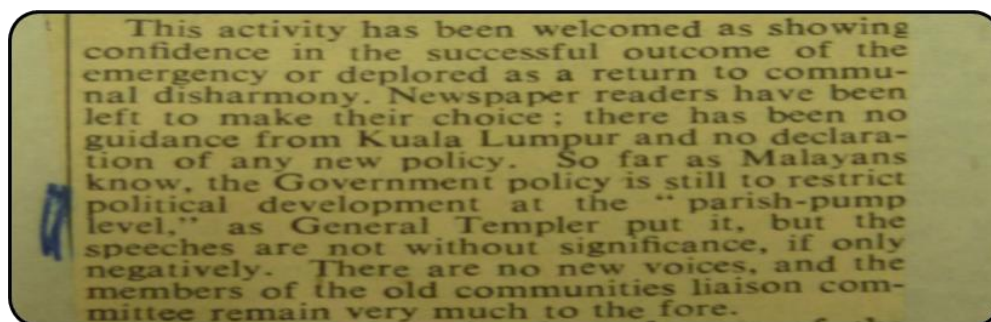 This activity has been welcomed as showing
confidence in the successful outcome of the
emergency or deplored as a return to commu-
nal disharmony. Newspaper readers have been
left to make their choice; there has been no
guidance from Kuala Lumpur and no declara-
tion of any new policy. So far as Malayans
know, the Government policy is still to restrict
political development at the “parish-pump
level,” as General Templer put it, but the
speeches are not without significance, if only
negatively. There are no new voices, and the
members of the old communities liaison com-
mittee remain very much to the fore.